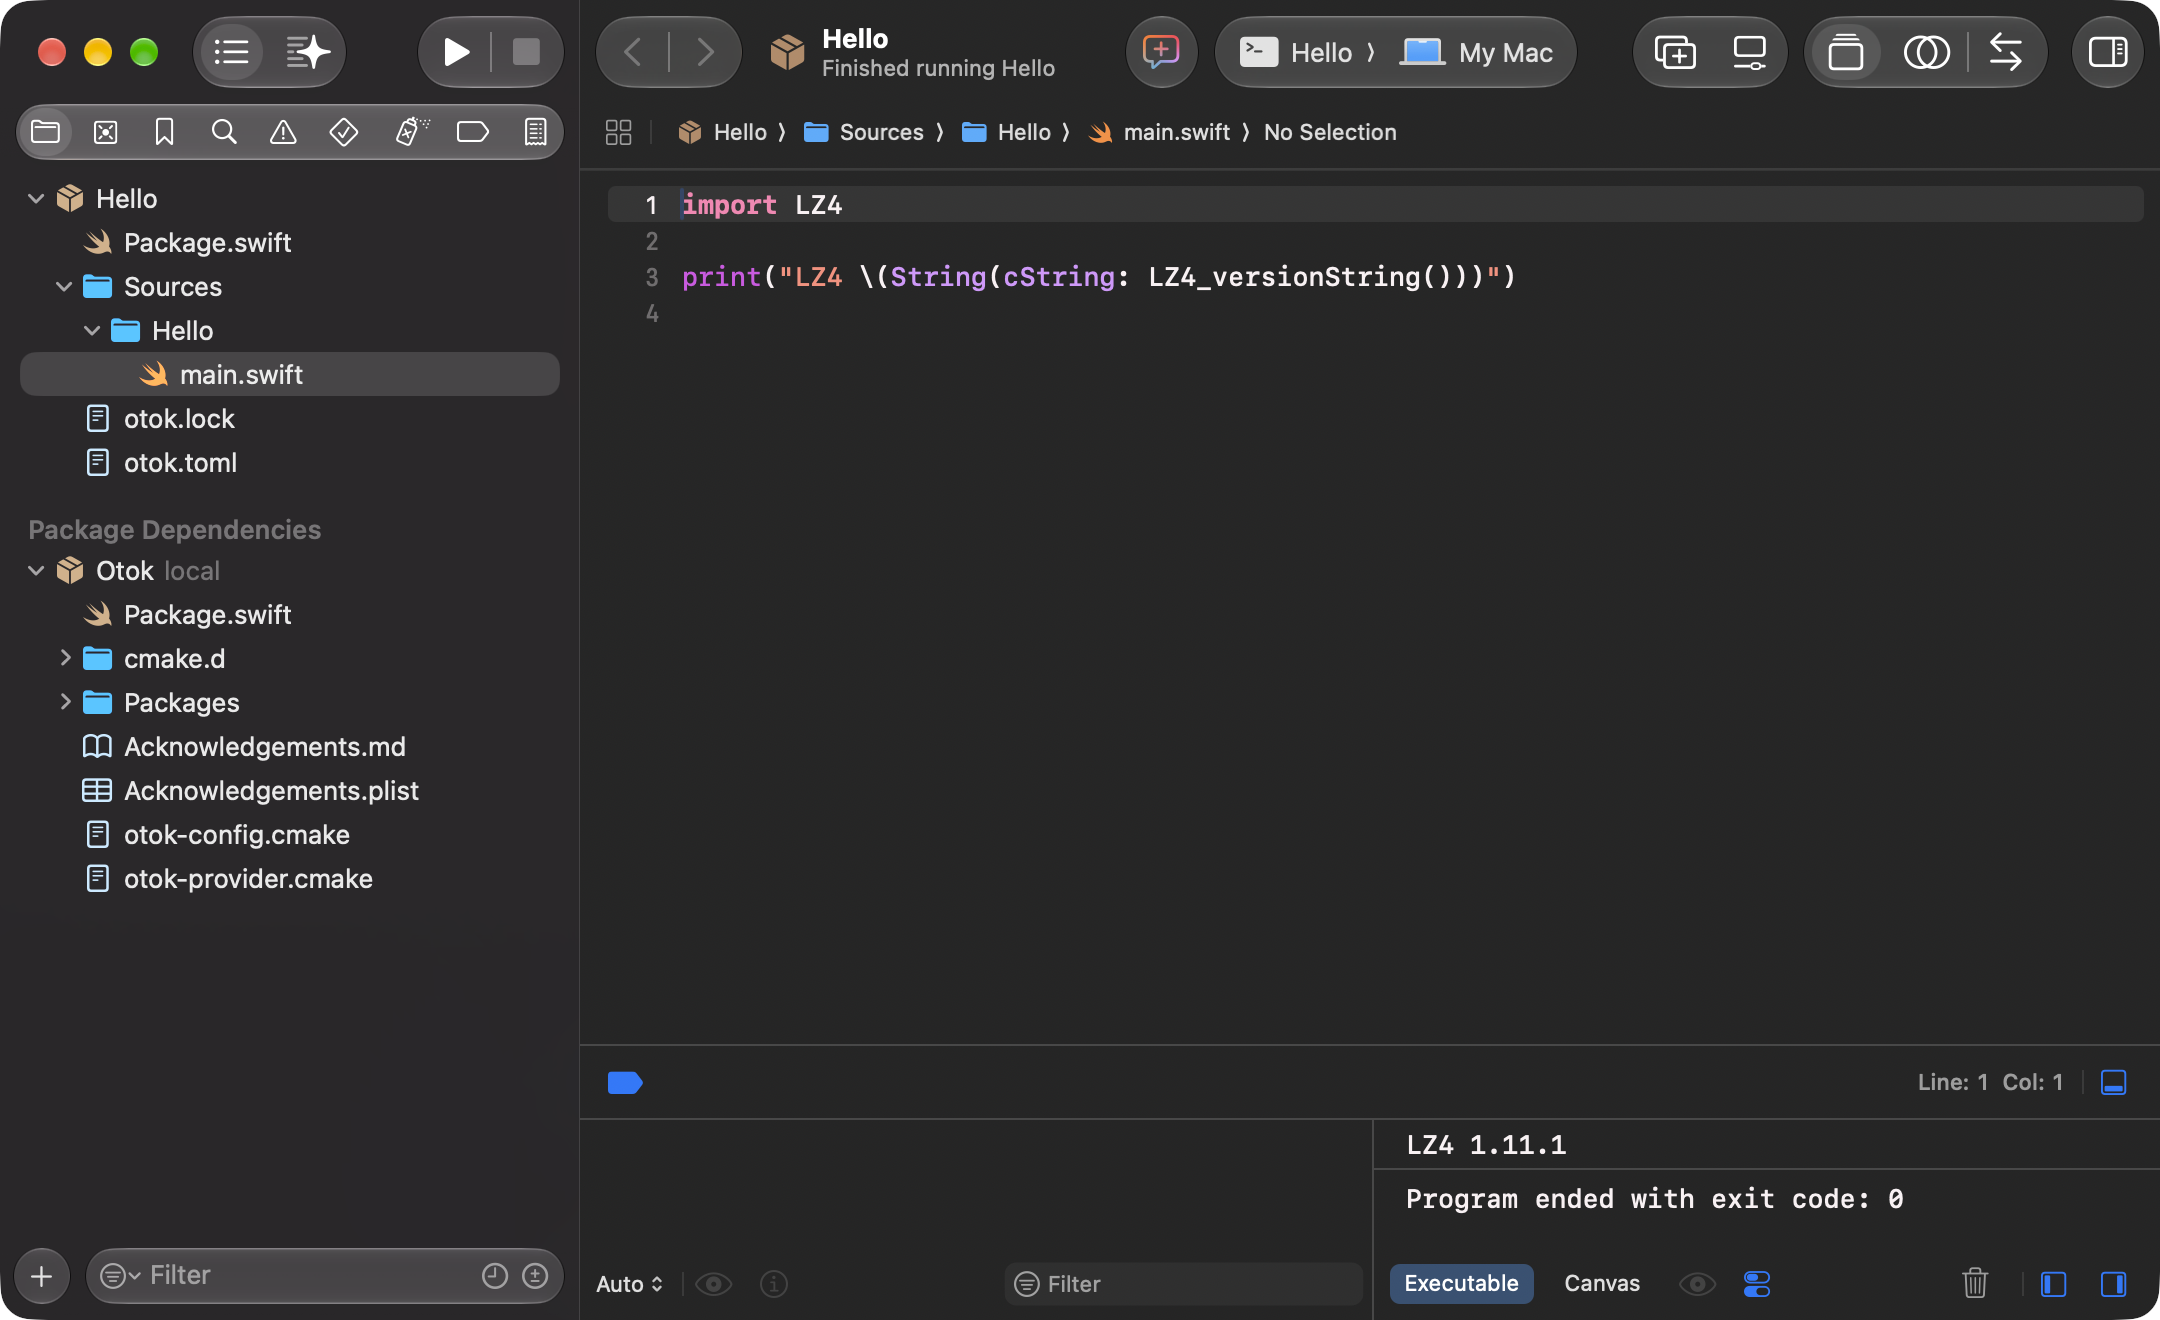 Hello
Finished running Hello
Hello
My Mac
Hello
Sources
Hello
main.swift
No Selection
Hello
Package.swift
Sources
Hello
main.swift
otok.lock
otok.toml
Package Dependencies
Otok local
Package.swift
cmake.d
Packages
Acknowledgements.md
Acknowledgements.plist
otok-config.cmake
otok-provider.cmake
Filter
1 import LZ4
2
3 print("LZ4 \(String(cString: LZ4_versionString()))")
4
Line: 1 Col: 1
Auto
Filter
LZ4 1.11.1
Program ended with exit code: 0
Executable
Canvas